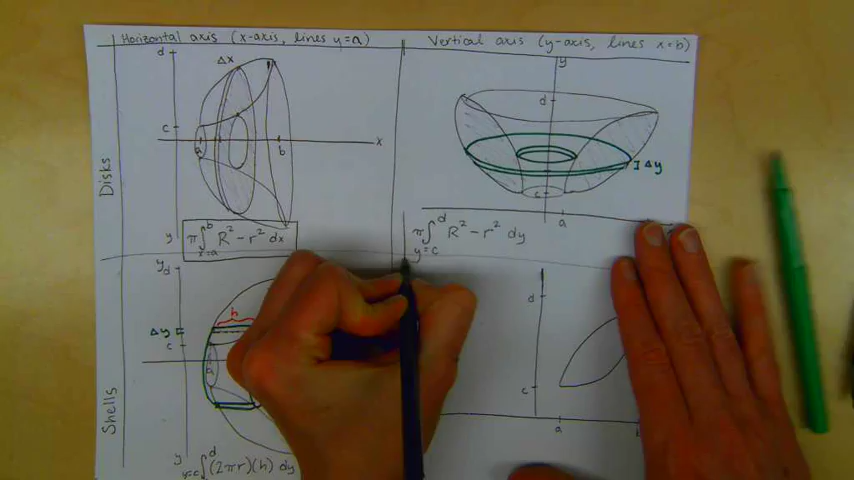 Horizontal axis (x-axis, lines y=a)
Vertical axis (y-axis, lines x=b)
Disks
d
Δx
c
a
b
x
y
π∫_{x=a}^{b} R² - r² dx
y
d
Δy
c
a
π∫_{y=c}^{d} R² - r² dy
Shells
y
d
h
Δy
c
a
y
∫_{y=c}^{d} (2πr)(h) dy
d
c
a
b